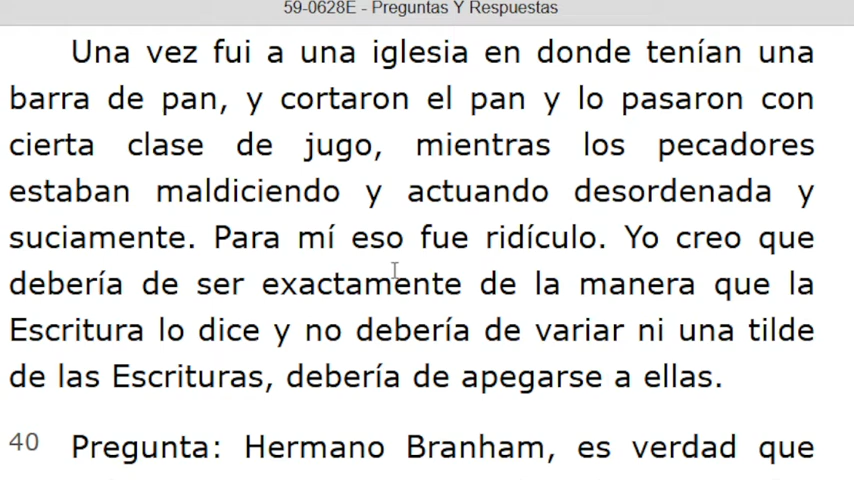 59-0628E - Preguntas Y Respuestas
Una vez fui a una iglesia en donde tenían una
barra de pan, y cortaron el pan y lo pasaron con
cierta clase de jugo, mientras los pecadores
estaban maldiciendo y actuando desordenada y
suciamente. Para mí eso fue ridículo. Yo creo que
debería de ser exactamente de la manera que la
Escritura lo dice y no debería de variar ni una tilde
de las Escrituras, debería de apegarse a ellas.
40 Pregunta: Hermano Branham, es verdad que